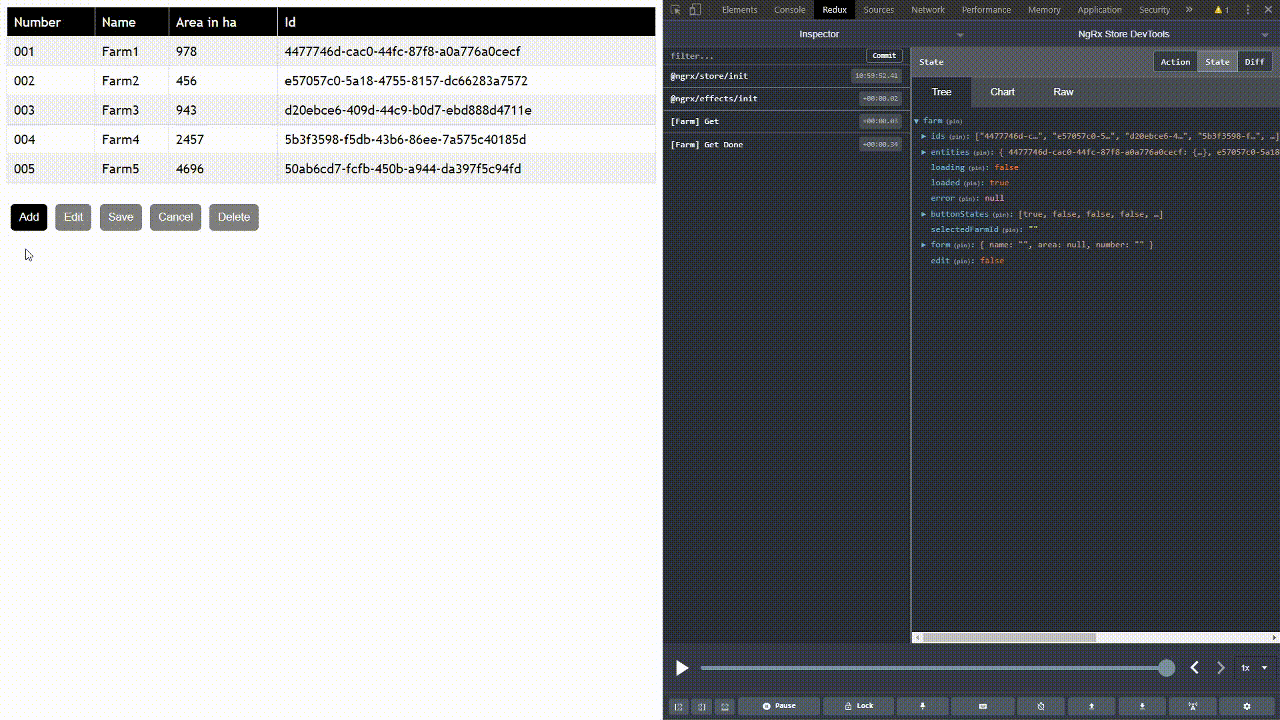 Number Name Area in ha Id
001 Farm1 978 4477746d-cac0-44fc-87f8-a0a776a0cecf
002 Farm2 456 e57057c0-5a18-4755-8157-dc66283a7572
003 Farm3 943 d20ebce6-409d-44c9-b0d7-ebd888d4711e
004 Farm4 2457 5b3f3598-f5db-43b6-86ee-7a575c40185d
005 Farm5 4696 50ab6cd7-fcfb-450b-a944-da397f5c94fd
Add Edit Save Cancel Delete
Elements Console Redux Sources Network Performance Memory Application Security » 1
Inspector NgRx Store DevTools
filter... Commit
@ngrx/store/init 10:59:52.41
@ngrx/effects/init +00:00.02
[Farm] Get +00:00.03
[Farm] Get Done +00:00.34
State Action State Diff
Tree Chart Raw
farm (pin)
ids (pin): ["4477746d-c…", "e57057c0-5…", "d20ebce6-4…", "5b3f3598-f…", …]
entities (pin): { 4477746d-cac0-44fc-87f8-a0a776a0cecf: {…}, e57057c0-5a18
loading (pin): false
loaded (pin): true
error (pin): null
buttonStates (pin): [true, false, false, false, …]
selectedFarmId (pin): ""
form (pin): { name: "", area: null, number: "" }
edit (pin): false
1x
Pause Lock